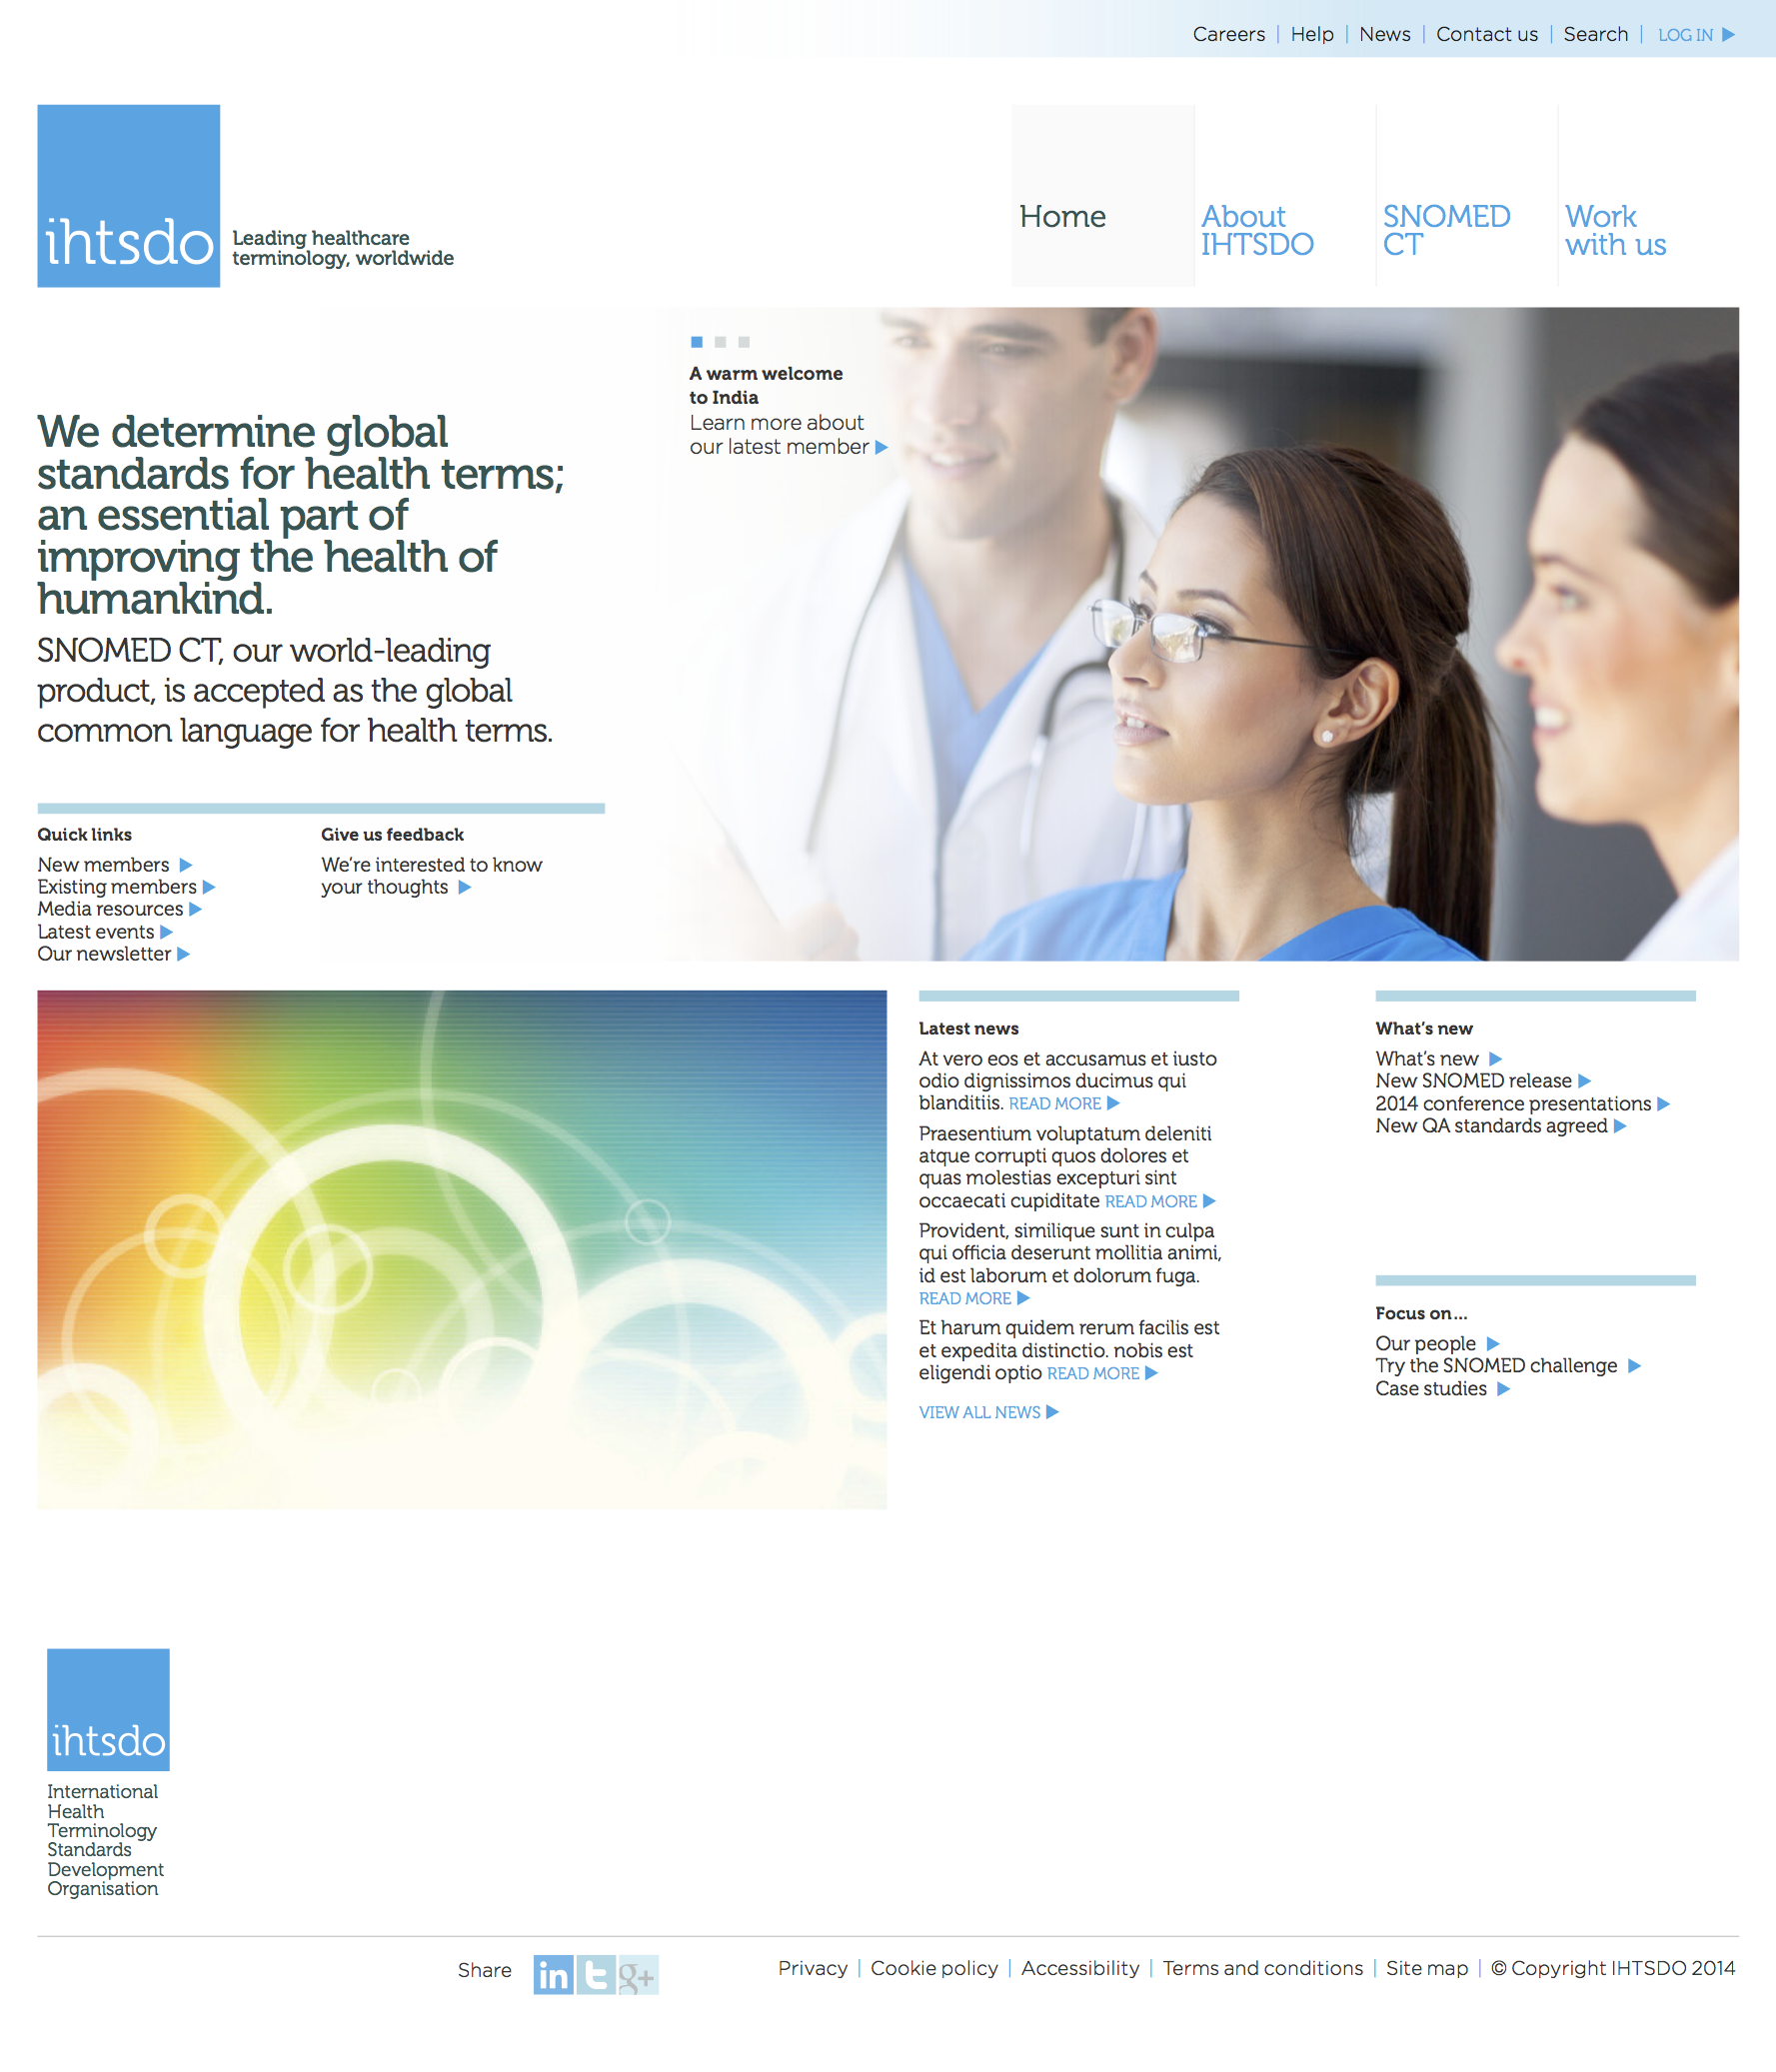 Careers | Help | News | Contact us | Search | LOG IN
ihtsdo
Leading healthcare
terminology, worldwide
Home
About
IHTSDO
SNOMED
CT
Work
with us
A warm welcome
to India
Learn more about
our latest member
We determine global
standards for health terms;
an essential part of
improving the health of
humankind.
SNOMED CT, our world-leading
product, is accepted as the global
common language for health terms.
Quick links
New members
Existing members
Media resources
Latest events
Our newsletter
Give us feedback
We're interested to know
your thoughts
Latest news
At vero eos et accusamus et iusto
odio dignissimos ducimus qui
blanditiis. READ MORE
Praesentium voluptatum deleniti
atque corrupti quos dolores et
quas molestias excepturi sint
occaecati cupiditate READ MORE
Provident, similique sunt in culpa
qui officia deserunt mollitia animi,
id est laborum et dolorum fuga.
READ MORE
Et harum quidem rerum facilis est
et expedita distinctio. nobis est
eligendi optio READ MORE
VIEW ALL NEWS
What's new
What's new
New SNOMED release
2014 conference presentations
New QA standards agreed
Focus on...
Our people
Try the SNOMED challenge
Case studies
ihtsdo
International
Health
Terminology
Standards
Development
Organisation
Share
in
t
g+
Privacy | Cookie policy | Accessibility | Terms and conditions | Site map | © Copyright IHTSDO 2014